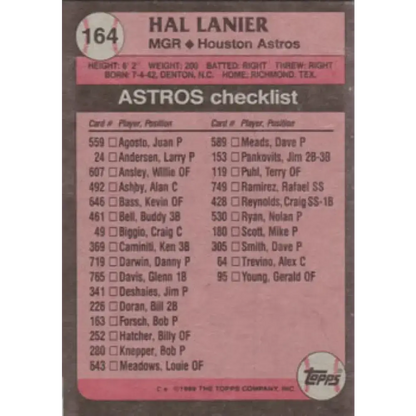 164
HAL LANIER
MGR ◆ Houston Astros
HEIGHT: 6' 2" WEIGHT: 200 BATTED: RIGHT THREW: RIGHT
BORN: 7-4-42, DENTON, N.C. HOME: RICHMOND, TEX.
ASTROS checklist
Card # Player, Position
559 Agosto, Juan P
24 Andersen, Larry P
607 Ansley, Willie OF
492 Ashby, Alan C
646 Bass, Kevin OF
461 Bell, Buddy 3B
49 Biggio, Craig C
369 Caminiti, Ken 3B
719 Darwin, Danny P
765 Davis, Glenn 1B
341 Deshaies, Jim P
226 Doran, Bill 2B
163 Forsch, Bob P
252 Hatcher, Billy OF
280 Knepper, Bob P
643 Meadows, Louie OF
Card # Player, Position
589 Meads, Dave P
153 Pankovits, Jim 2B-3B
119 Puhl, Terry OF
749 Ramirez, Rafael SS
428 Reynolds, Craig SS-1B
530 Ryan, Nolan P
180 Scott, Mike P
305 Smith, Dave P
64 Trevino, Alex C
95 Young, Gerald OF
Topps
©1989 THE TOPPS COMPANY, INC.